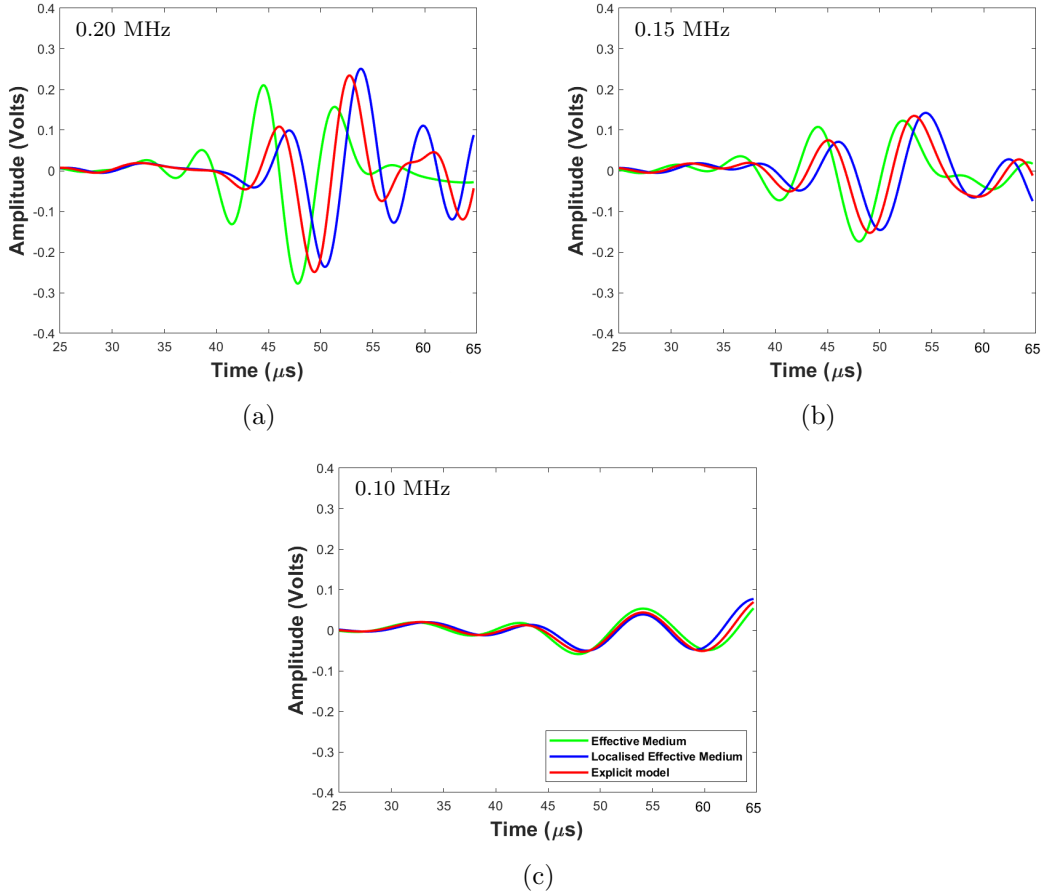 0.20 MHz
0.4
0.3
0.2
0.1
0
-0.1
-0.2
-0.3
-0.4
Amplitude (Volts)
25 30 35 40 45 50 55 60 65
Time (μs)
(a)
0.15 MHz
0.4
0.3
0.2
0.1
0
-0.1
-0.2
-0.3
-0.4
Amplitude (Volts)
25 30 35 40 45 50 55 60 65
Time (μs)
(b)
0.10 MHz
0.4
0.3
0.2
0.1
0
-0.1
-0.2
-0.3
-0.4
Amplitude (Volts)
Effective Medium
Localised Effective Medium
Explicit model
25 30 35 40 45 50 55 60 65
Time (μs)
(c)